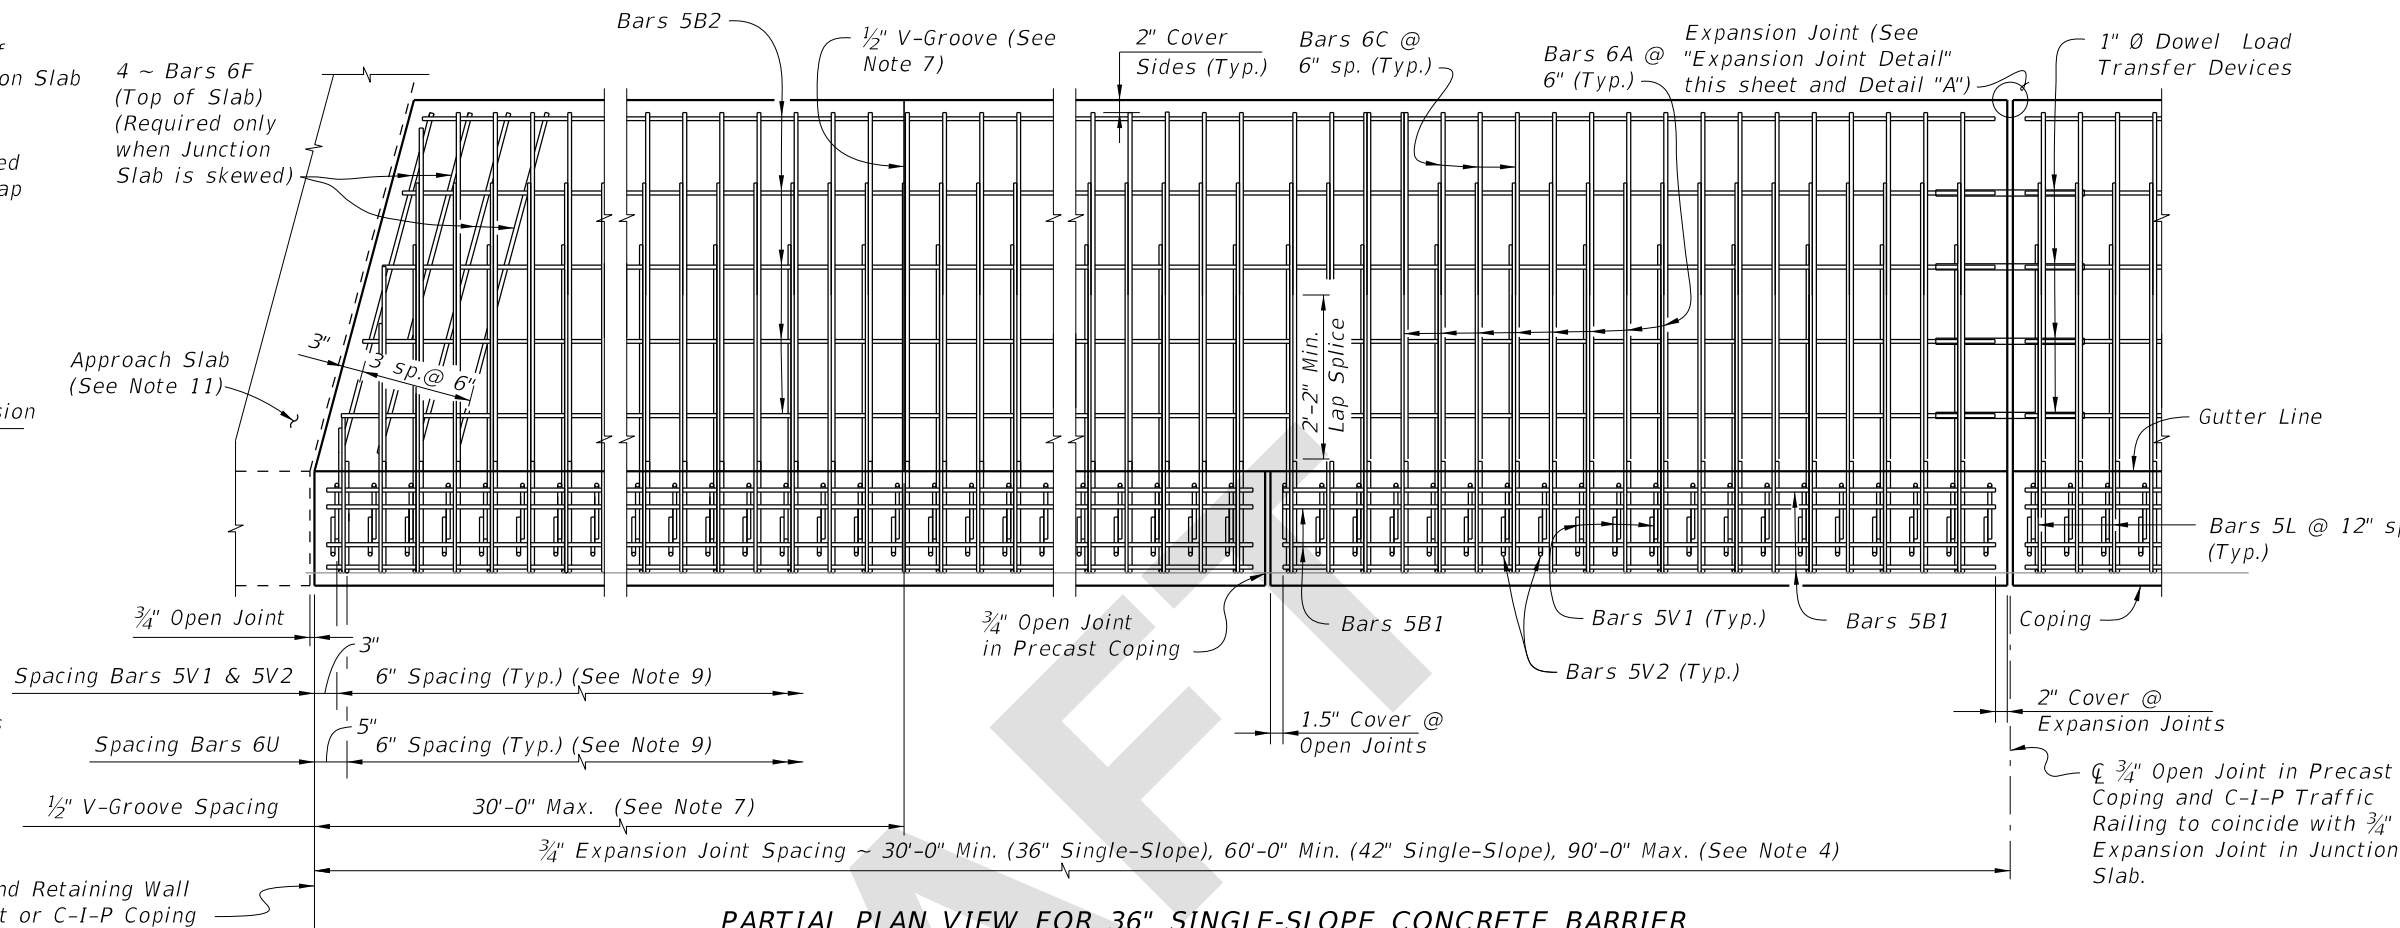 on Slab
ed
ap
sion
4 ~ Bars 6F
(Top of Slab)
(Required only
when Junction
Slab is skewed)
Bars 5B2
½" V-Groove (See
Note 7)
2" Cover
Sides (Typ.)
Bars 6C @
6" sp. (Typ.)
Bars 6A @
6" (Typ.)
Expansion Joint (See
"Expansion Joint Detail"
this sheet and Detail "A")
1" Ø Dowel Load
Transfer Devices
3"
3 sp.@ 6"
Approach Slab
(See Note 11)
2'-2" Min.
Lap Splice
Gutter Line
Bars 5L @ 12" sp
(Typ.)
¾" Open Joint
3"
Spacing Bars 5V1 & 5V2
6" Spacing (Typ.) (See Note 9)
5"
Spacing Bars 6U
6" Spacing (Typ.) (See Note 9)
½" V-Groove Spacing
30'-0" Max. (See Note 7)
¾" Open Joint
in Precast Coping
Bars 5B1
Bars 5V1 (Typ.)
Bars 5V2 (Typ.)
Bars 5B1
Coping
1.5" Cover @
Open Joints
2" Cover @
Expansion Joints
℄ ¾" Open Joint in Precast
Coping and C-I-P Traffic
Railing to coincide with ¾"
Expansion Joint in Junction
Slab.
¾" Expansion Joint Spacing ~ 30'-0" Min. (36" Single-Slope), 60'-0" Min. (42" Single-Slope), 90'-0" Max. (See Note 4)
nd Retaining Wall
t or C-I-P Coping
PARTIAL PLAN VIEW FOR 36" SINGLE-SLOPE CONCRETE BARRIER
AFT